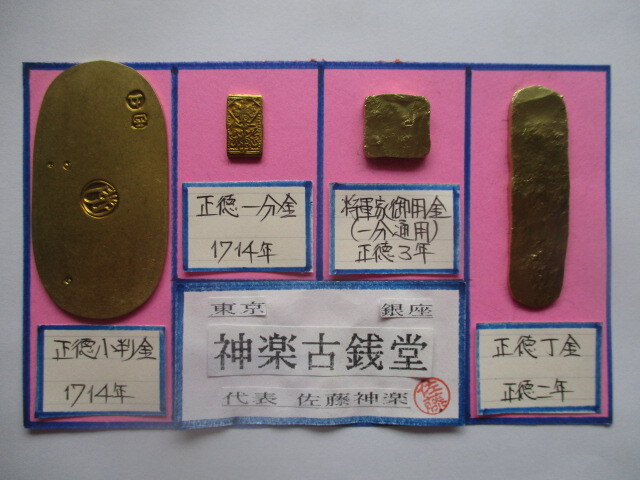 正徳小判金
1714年
正徳一分金
1714年
将軍家御用金
(一分通用)
正徳3年
正徳丁金
正徳二年
東京 銀座
神楽古銭堂
代表 佐藤神楽
佐藤